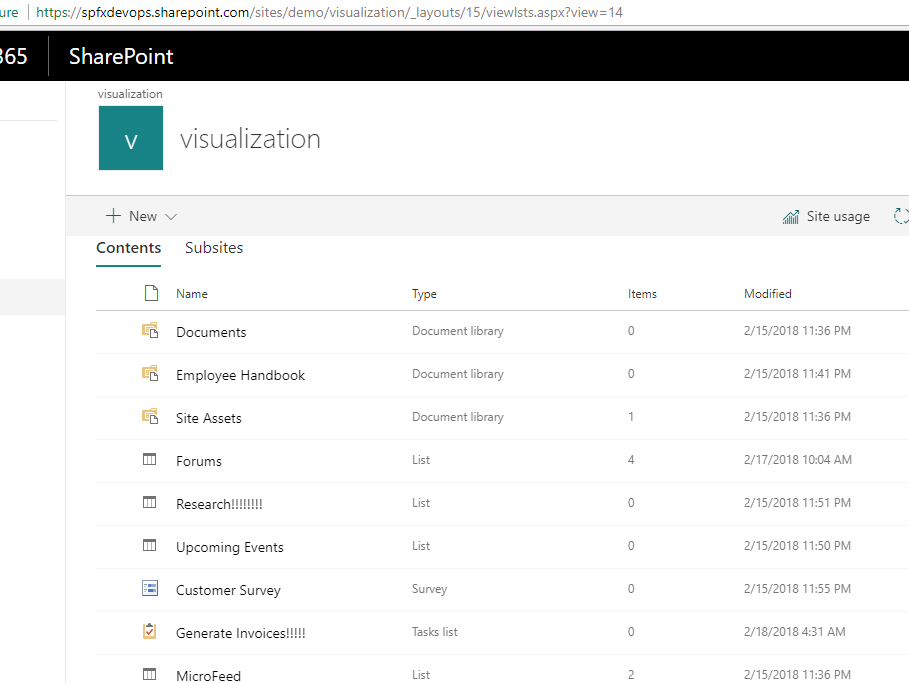 ure https://spfxdevops.sharepoint.com/sites/demo/visualization/_layouts/15/viewlsts.aspx?view=14
365 SharePoint
visualization
V visualization
New Site usage
Contents Subsites
Name Type Items Modified
Documents Document library 0 2/15/2018 11:36 PM
Employee Handbook Document library 0 2/15/2018 11:41 PM
Site Assets Document library 1 2/15/2018 11:36 PM
Forums List 4 2/17/2018 10:04 AM
Research!!!!!!!! List 0 2/15/2018 11:51 PM
Upcoming Events List 0 2/15/2018 11:50 PM
Customer Survey Survey 0 2/15/2018 11:55 PM
Generate Invoices!!!!! Tasks list 0 2/18/2018 4:31 AM
MicroFeed List 2 2/15/2018 11:36 PM